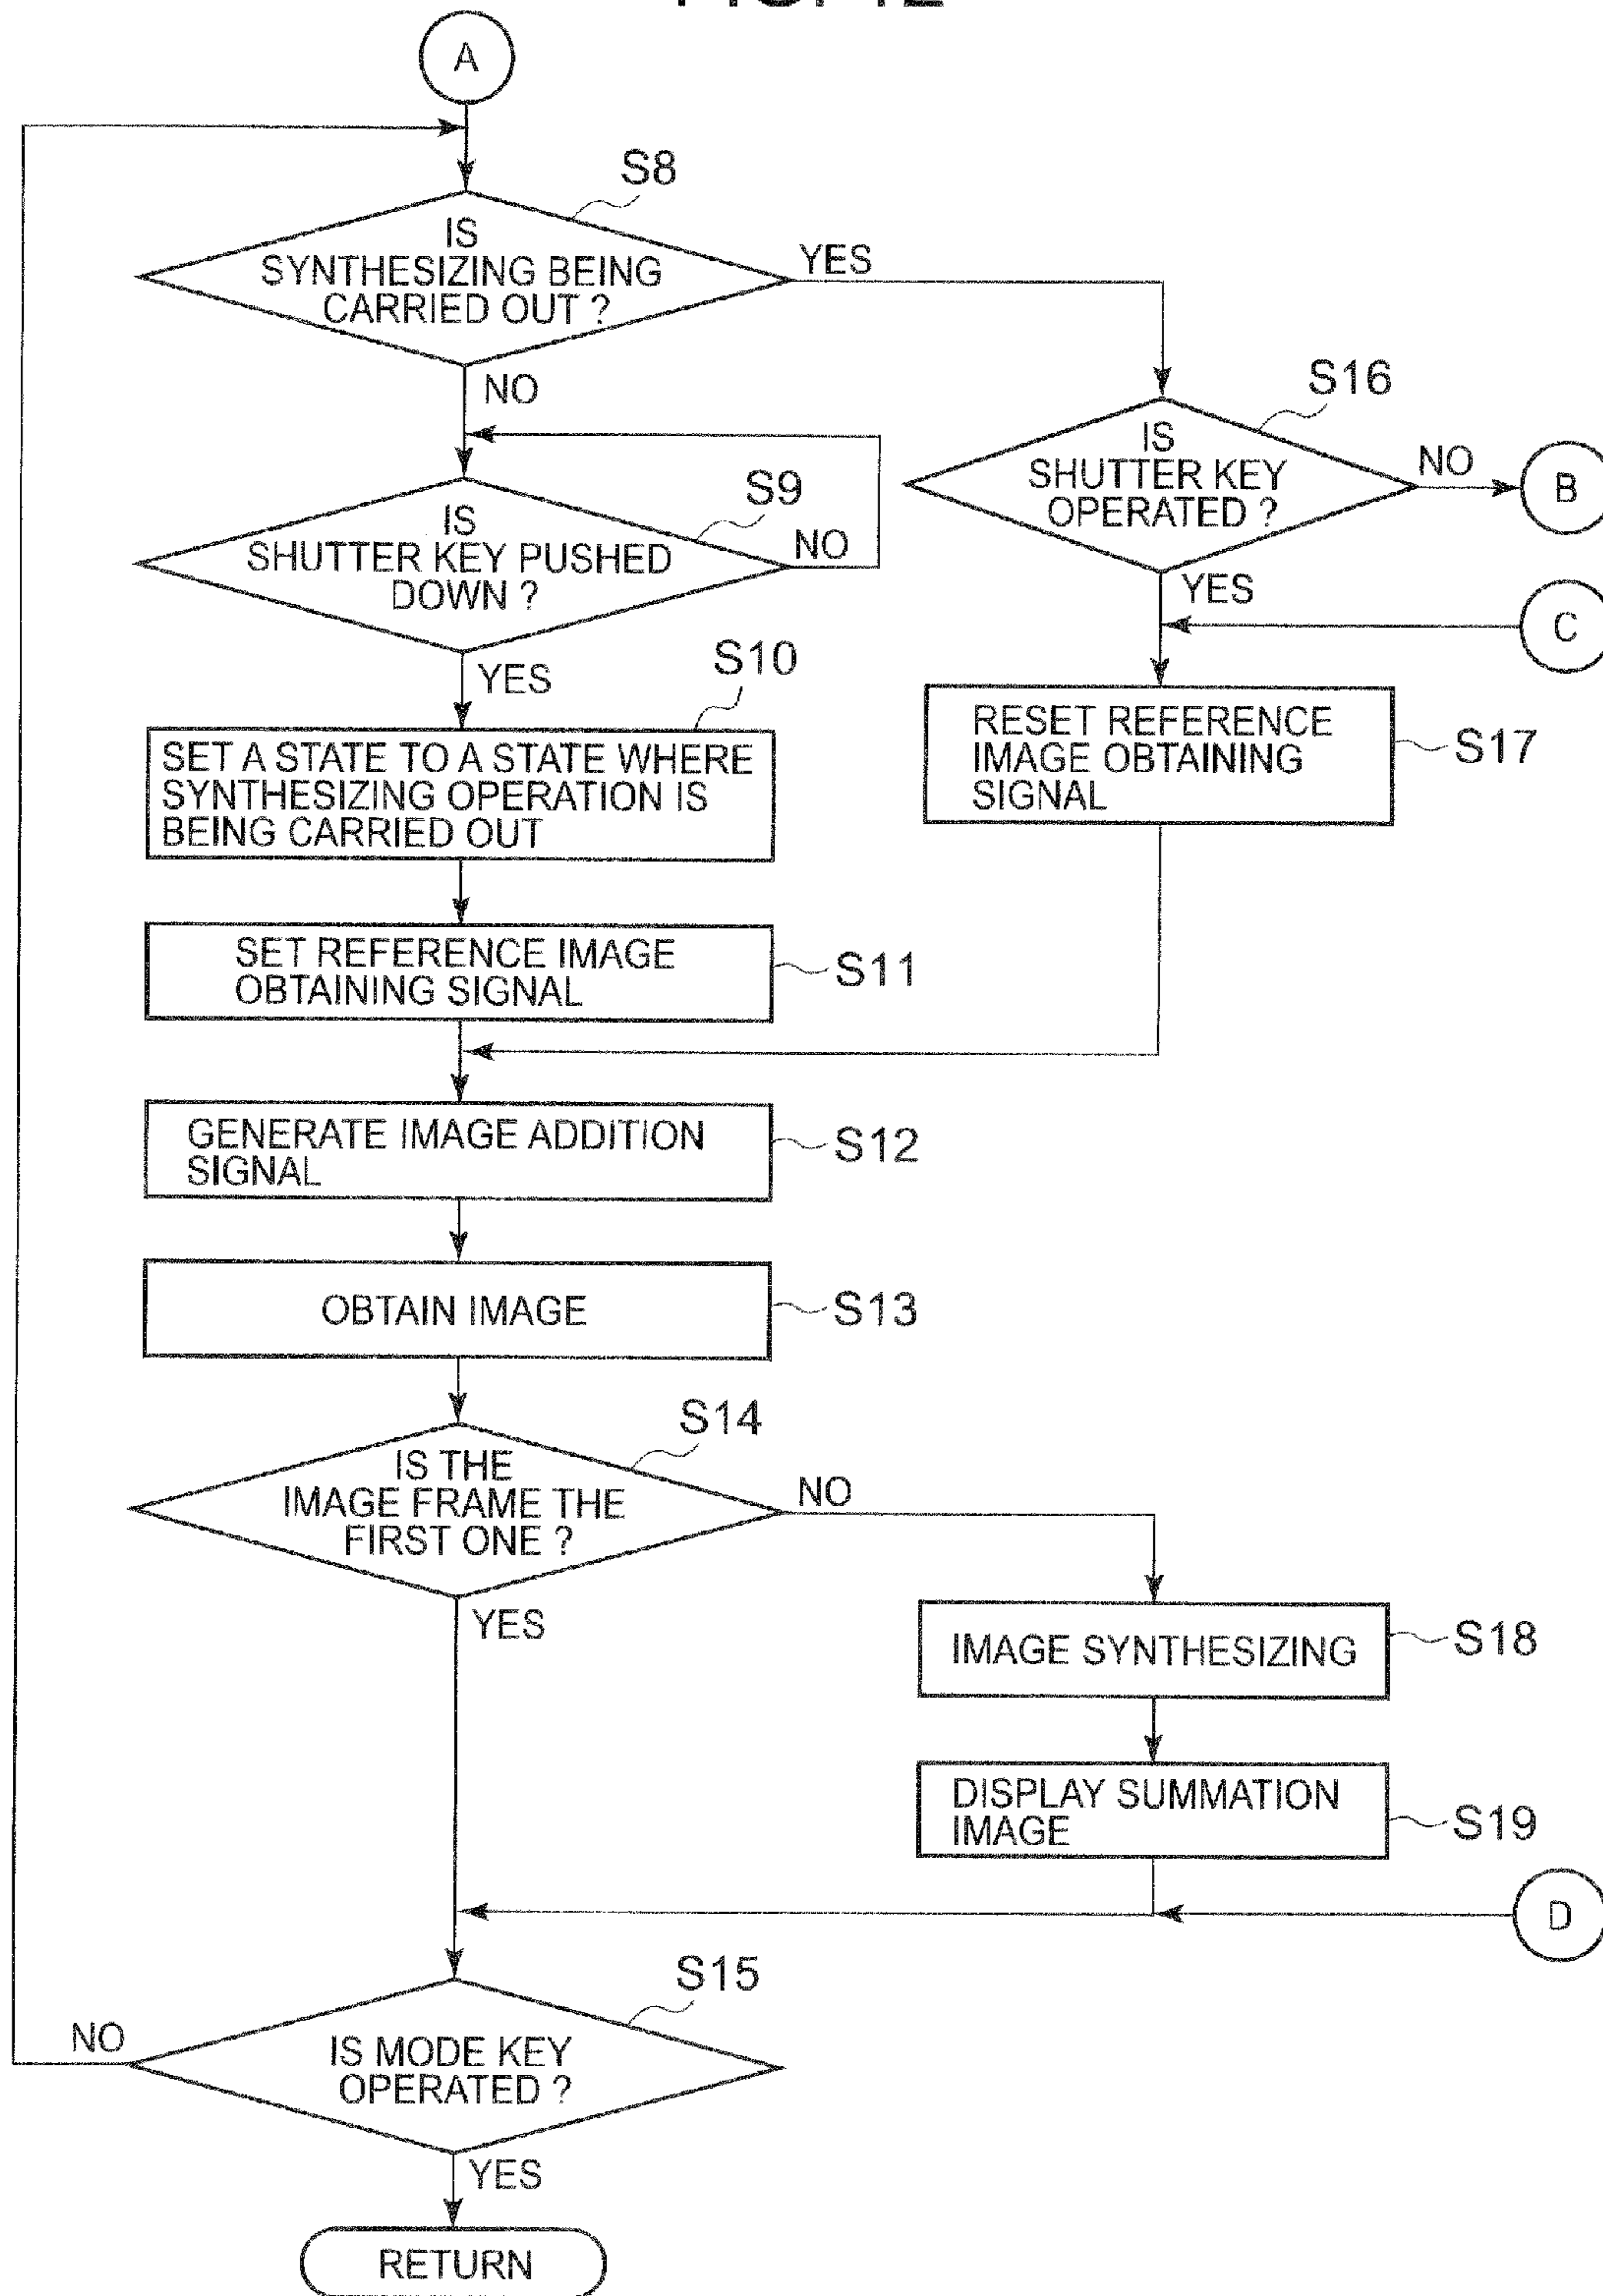 A
S8
IS
SYNTHESIZING BEING
CARRIED OUT ?
YES
NO
S16
IS
SHUTTER KEY
OPERATED ?
NO
B
YES
C
S9
IS
SHUTTER KEY PUSHED
DOWN ?
NO
YES
S10
SET A STATE TO A STATE WHERE
SYNTHESIZING OPERATION IS
BEING CARRIED OUT
RESET REFERENCE
IMAGE OBTAINING
SIGNAL
S17
SET REFERENCE IMAGE
OBTAINING SIGNAL
S11
GENERATE IMAGE ADDITION
SIGNAL
S12
OBTAIN IMAGE
S13
S14
IS THE
IMAGE FRAME THE
FIRST ONE ?
NO
YES
IMAGE SYNTHESIZING
S18
DISPLAY SUMMATION
IMAGE
S19
D
S15
IS MODE KEY
OPERATED ?
NO
YES
RETURN